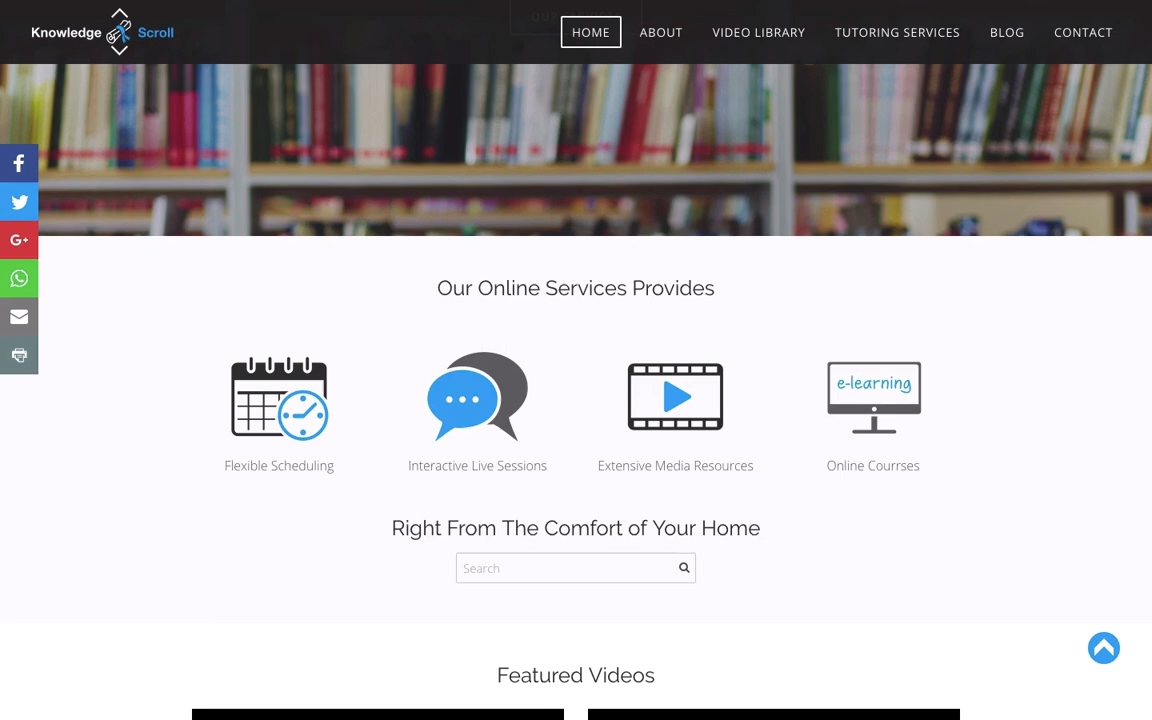 Knowledge Scroll
HOME
ABOUT
VIDEO LIBRARY
TUTORING SERVICES
BLOG
CONTACT
Our Online Services Provides
e-learning
Flexible Scheduling
Interactive Live Sessions
Extensive Media Resources
Online Courrses
Right From The Comfort of Your Home
Search
Featured Videos